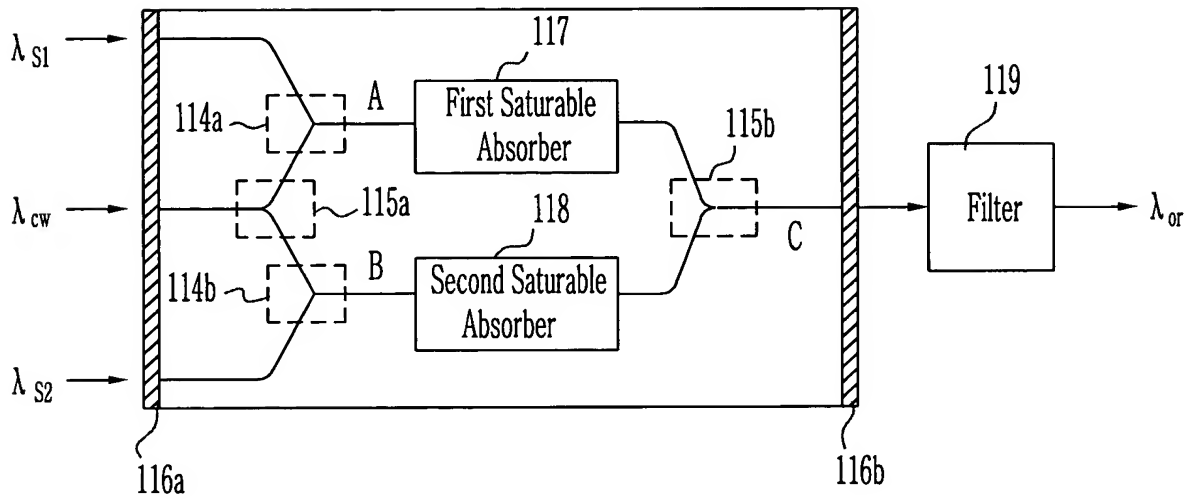 117
λS1
A
First Saturable
Absorber
114a
119
115b
λcw
115a
118
Filter
λor
C
B
114b
Second Saturable
Absorber
λS2
116a
116b